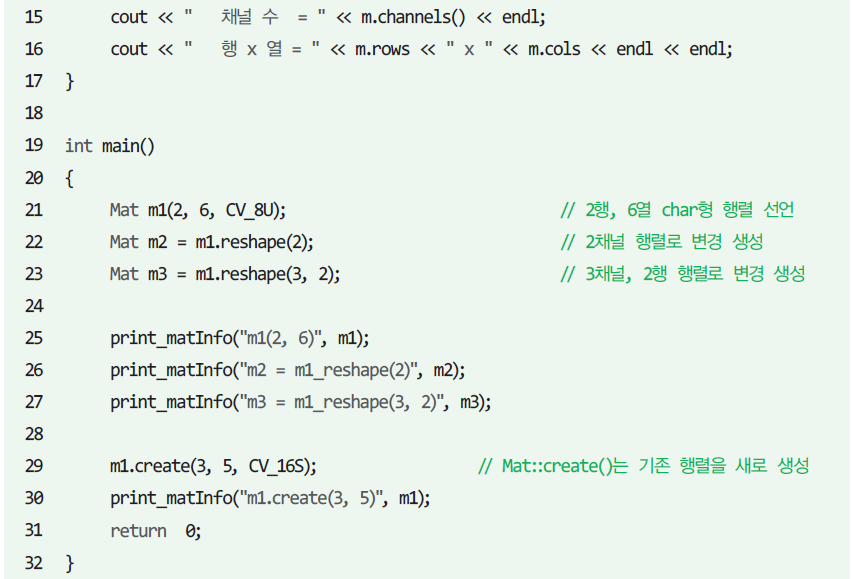 15 cout << "   채널 수  = " << m.channels() << endl;
16 cout << "   행 x 열 = " << m.rows << " x " << m.cols << endl << endl;
17 }
18
19 int main()
20 {
21 Mat m1(2, 6, CV_8U); // 2행, 6열 char형 행렬 선언
22 Mat m2 = m1.reshape(2); // 2채널 행렬로 변경 생성
23 Mat m3 = m1.reshape(3, 2); // 3채널, 2행 행렬로 변경 생성
24
25 print_matInfo("m1(2, 6)", m1);
26 print_matInfo("m2 = m1_reshape(2)", m2);
27 print_matInfo("m3 = m1_reshape(3, 2)", m3);
28
29 m1.create(3, 5, CV_16S); // Mat::create()는 기존 행렬을 새로 생성
30 print_matInfo("m1.create(3, 5)", m1);
31 return  0;
32 }